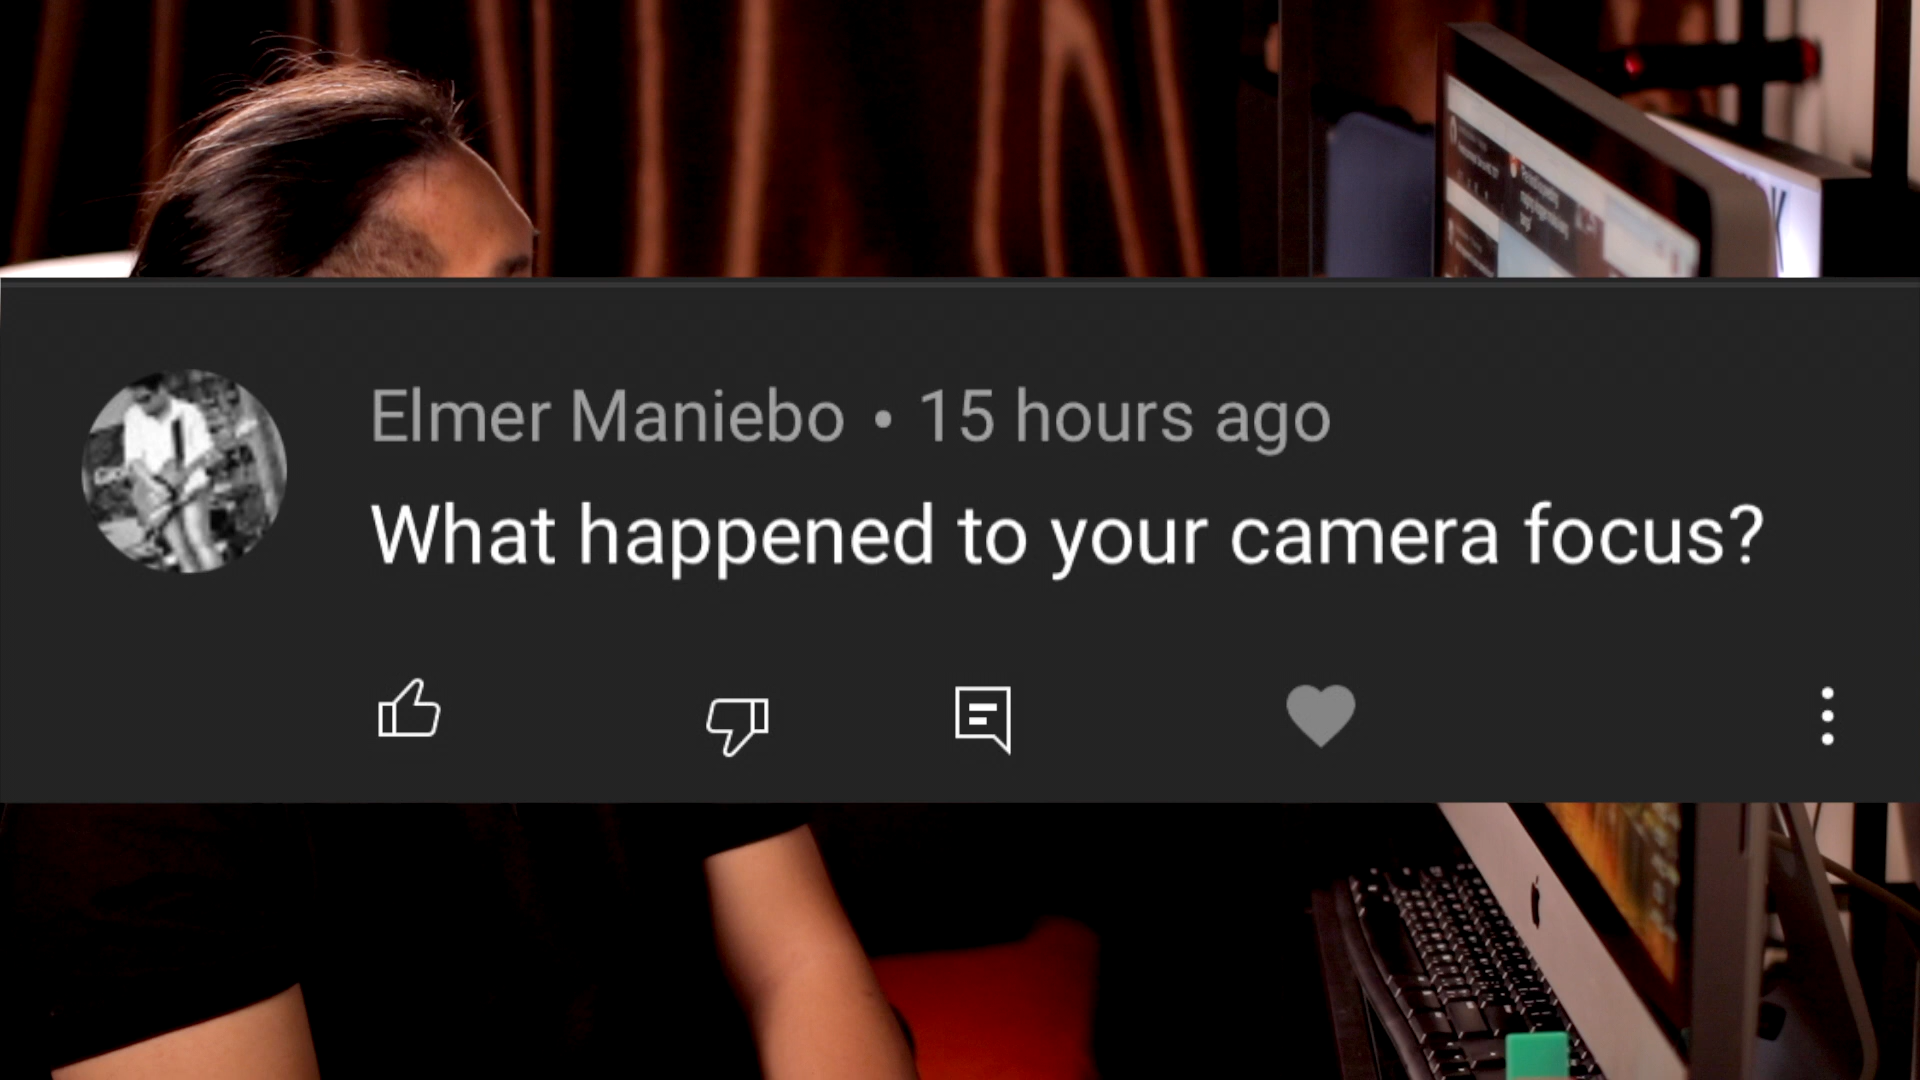 Elmer Maniebo • 15 hours ago
What happened to your camera focus?